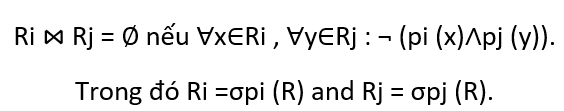 Ri ⋈ Rj = Ø nếu ∀x∈Ri , ∀y∈Rj : ¬ (pi (x)∧pj (y)).
Trong đó Ri =σpi (R) and Rj = σpj (R).